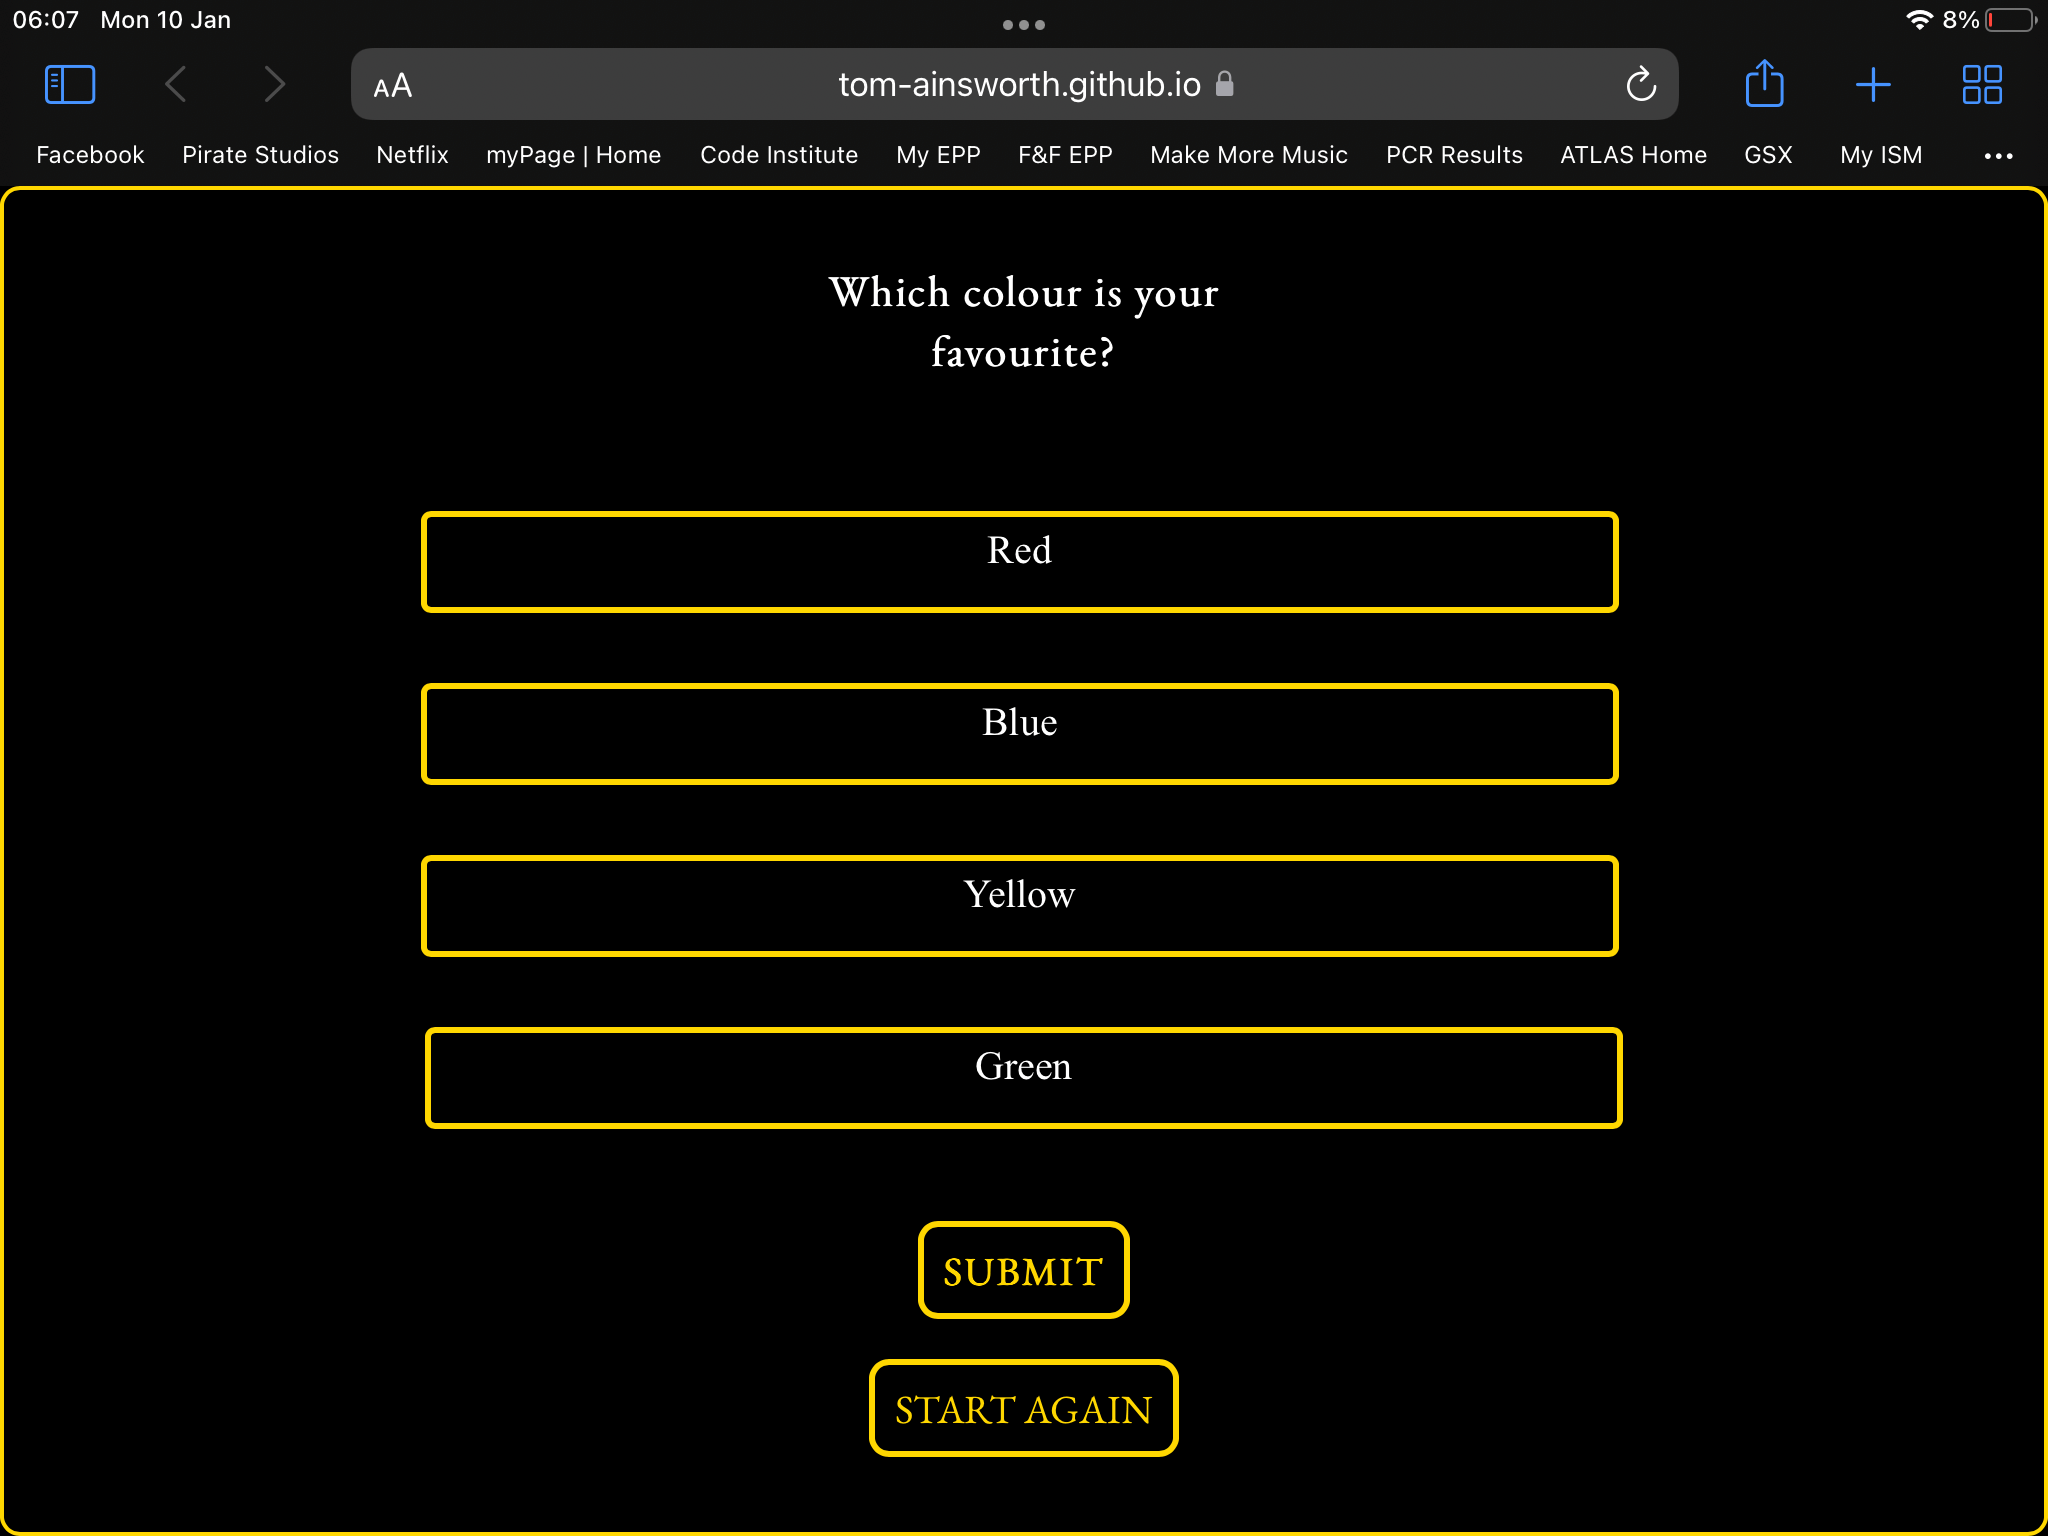 06:07 Mon 10 Jan 8%
AA tom-ainsworth.github.io
Facebook Pirate Studios Netflix myPage | Home Code Institute My EPP F&F EPP Make More Music PCR Results ATLAS Home GSX My ISM
Which colour is your
favourite?
Red
Blue
Yellow
Green
SUBMIT
START AGAIN